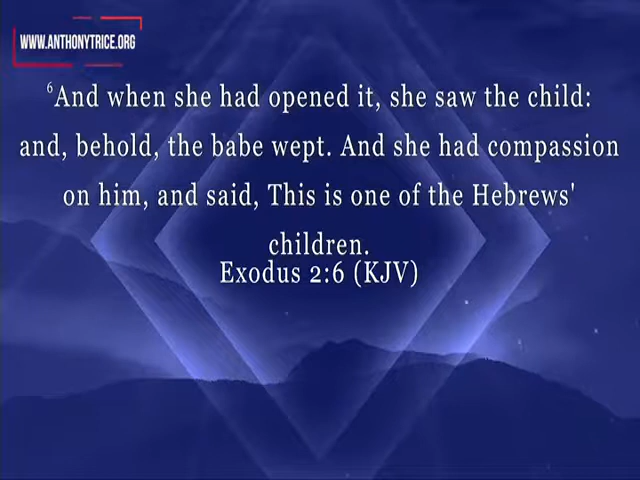 WWW.ANTHONYTRICE.ORG
6And when she had opened it, she saw the child:
and, behold, the babe wept. And she had compassion
on him, and said, This is one of the Hebrews'
children.
Exodus 2:6 (KJV)